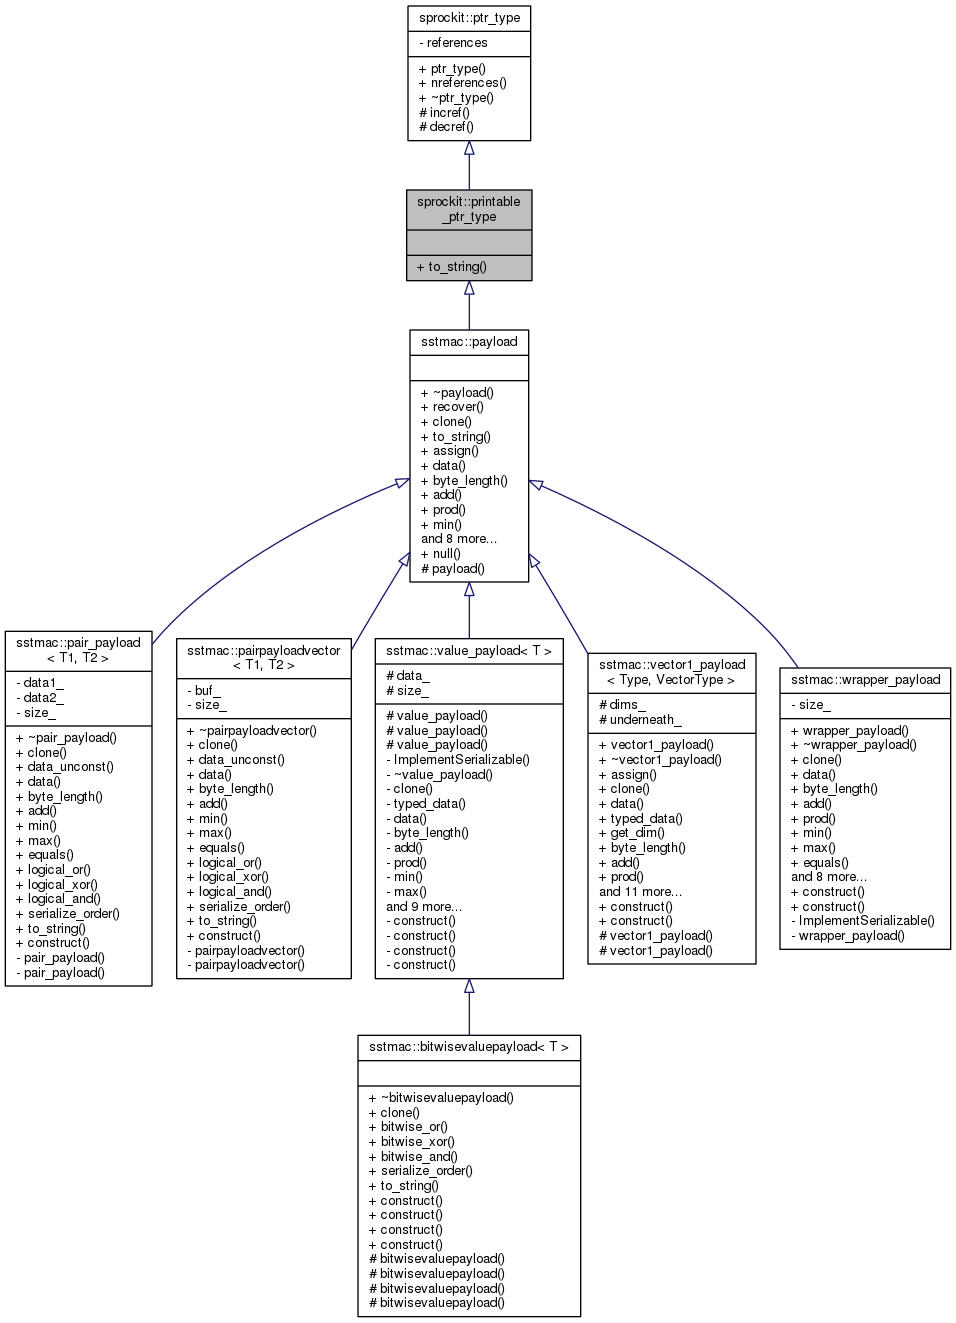 sprockit::ptr_type
- references
+ ptr_type()
+ nreferences()
+ ~ptr_type()
# incref()
# decref()
sprockit::printable
_ptr_type
+ to_string()
sstmac::payload
+ ~payload()
+ recover()
+ clone()
+ to_string()
+ assign()
+ data()
+ byte_length()
+ add()
+ prod()
+ min()
and 8 more...
+ null()
# payload()
sstmac::pair_payload
< T1, T2 >
- data1_
- data2_
- size_
+ ~pair_payload()
+ clone()
+ data_unconst()
+ data()
+ byte_length()
+ add()
+ min()
+ max()
+ equals()
+ logical_or()
+ logical_xor()
+ logical_and()
+ serialize_order()
+ to_string()
+ construct()
- pair_payload()
- pair_payload()
sstmac::pairpayloadvector
< T1, T2 >
- buf_
- size_
+ ~pairpayloadvector()
+ clone()
+ data_unconst()
+ data()
+ byte_length()
+ add()
+ min()
+ max()
+ equals()
+ logical_or()
+ logical_xor()
+ logical_and()
+ serialize_order()
+ to_string()
+ construct()
- pairpayloadvector()
- pairpayloadvector()
sstmac::value_payload< T >
# data_
# size_
# value_payload()
# value_payload()
# value_payload()
- ImplementSerializable()
- ~value_payload()
- clone()
- typed_data()
- data()
- byte_length()
- add()
- prod()
- min()
- max()
and 9 more...
- construct()
- construct()
- construct()
- construct()
sstmac::vector1_payload
< Type, VectorType >
# dims_
# underneath_
+ vector1_payload()
+ ~vector1_payload()
+ assign()
+ clone()
+ data()
+ typed_data()
+ get_dim()
+ byte_length()
+ add()
+ prod()
and 11 more...
+ construct()
+ construct()
# vector1_payload()
# vector1_payload()
sstmac::wrapper_payload
- size_
+ wrapper_payload()
+ ~wrapper_payload()
+ clone()
+ data()
+ byte_length()
+ add()
+ prod()
+ min()
+ max()
+ equals()
and 8 more...
+ construct()
+ construct()
- ImplementSerializable()
- wrapper_payload()
sstmac::bitwisevaluepayload< T >
+ ~bitwisevaluepayload()
+ clone()
+ bitwise_or()
+ bitwise_xor()
+ bitwise_and()
+ serialize_order()
+ to_string()
+ construct()
+ construct()
+ construct()
+ construct()
# bitwisevaluepayload()
# bitwisevaluepayload()
# bitwisevaluepayload()
# bitwisevaluepayload()